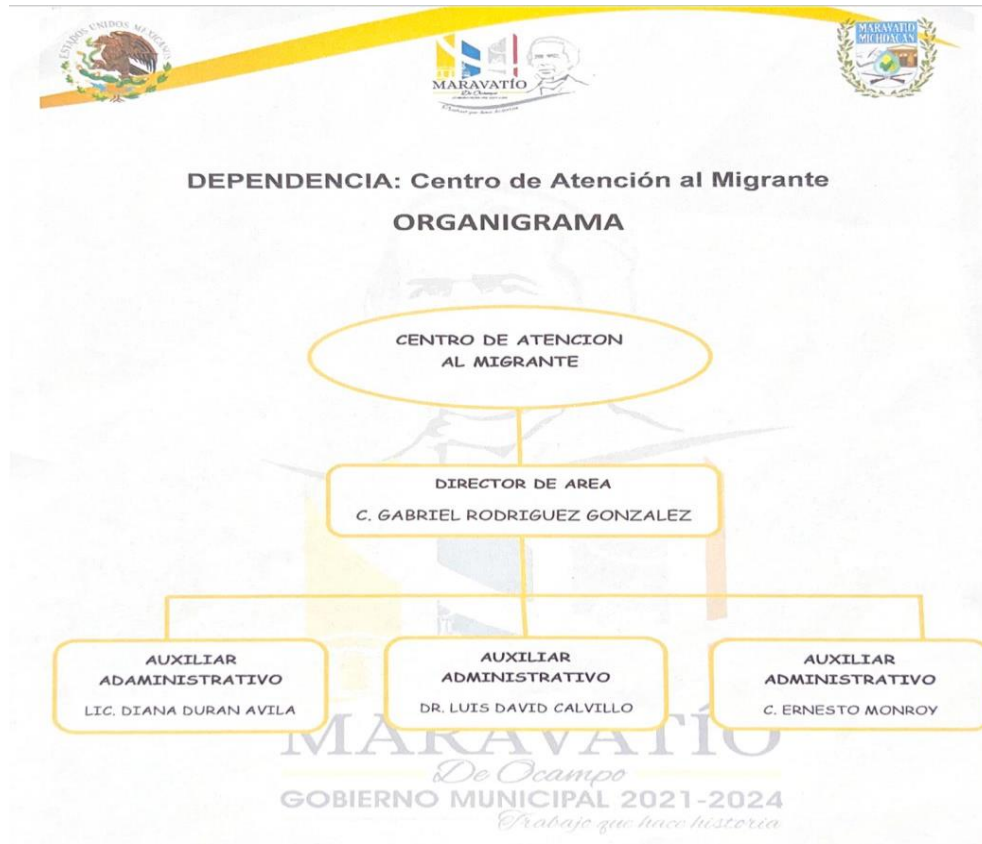 ESTADOS UNIDOS MEXICANOS
MARAVATÍO
De Ocampo
MARAVATIO
MICHOACAN
DEPENDENCIA: Centro de Atención al Migrante
ORGANIGRAMA
CENTRO DE ATENCION
AL MIGRANTE
DIRECTOR DE AREA
C. GABRIEL RODRIGUEZ GONZALEZ
AUXILIAR
ADAMINISTRATIVO
LIC. DIANA DURAN AVILA
AUXILIAR
ADMINISTRATIVO
DR. LUIS DAVID CALVILLO
AUXILIAR
ADMINISTRATIVO
C. ERNESTO MONROY
MARAVATÍO
De Ocampo
GOBIERNO MUNICIPAL 2021-2024
Trabajo que hace historia